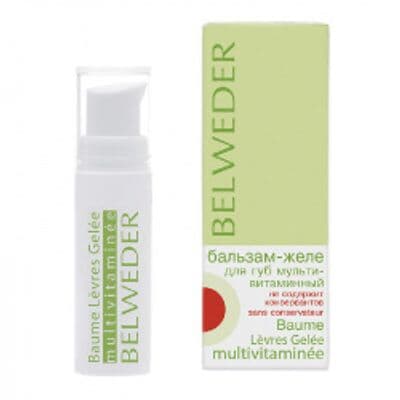 Baume Lèvres Gelée
multivitaminée
BELWEDER
BELWEDER
бальзам-желе
для губ мульти-
витаминный
не содержит
консервантов
sans conservateur
Baume
Lèvres Gelée
multivitaminée